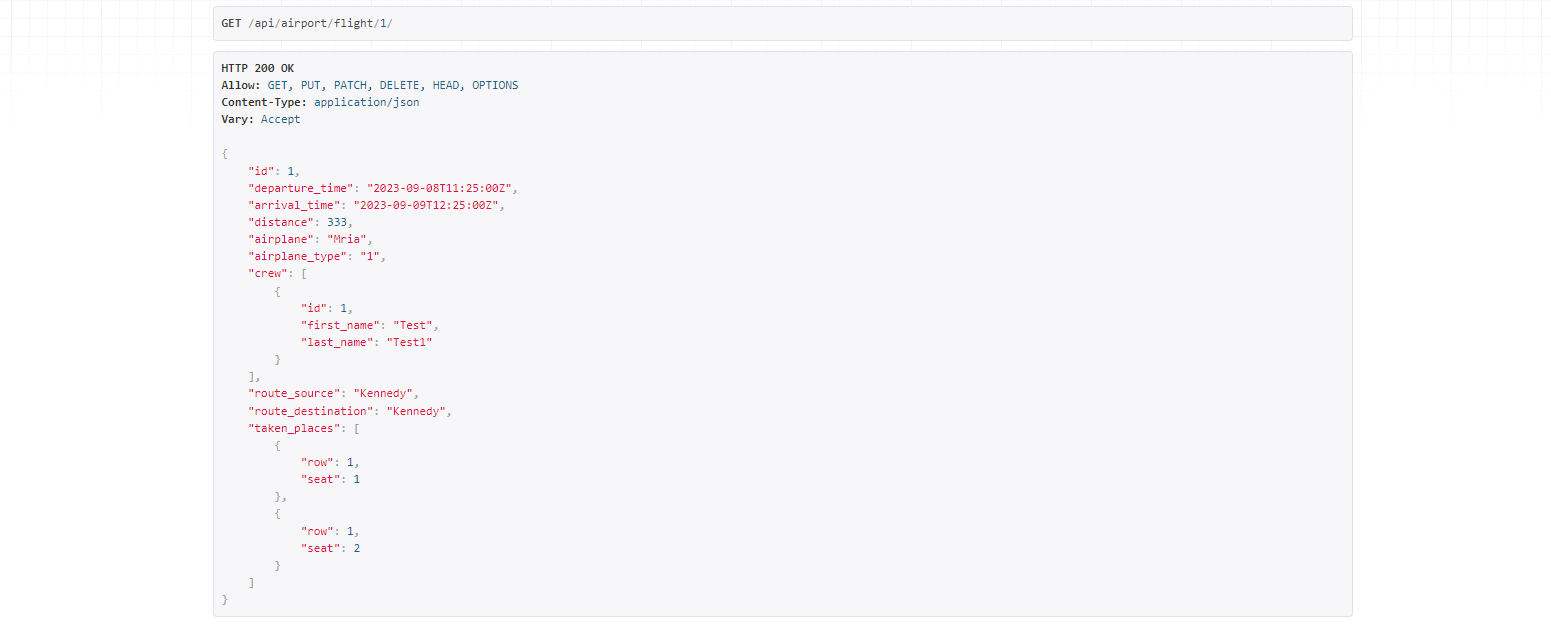 GET /api/airport/flight/1/
HTTP 200 OK
Allow: GET, PUT, PATCH, DELETE, HEAD, OPTIONS
Content-Type: application/json
Vary: Accept
{
    "id": 1,
    "departure_time": "2023-09-08T11:25:00Z",
    "arrival_time": "2023-09-09T12:25:00Z",
    "distance": 333,
    "airplane": "Mria",
    "airplane_type": "1",
    "crew": [
        {
            "id": 1,
            "first_name": "Test",
            "last_name": "Test1"
        }
    ],
    "route_source": "Kennedy",
    "route_destination": "Kennedy",
    "taken_places": [
        {
            "row": 1,
            "seat": 1
        },
        {
            "row": 1,
            "seat": 2
        }
    ]
}